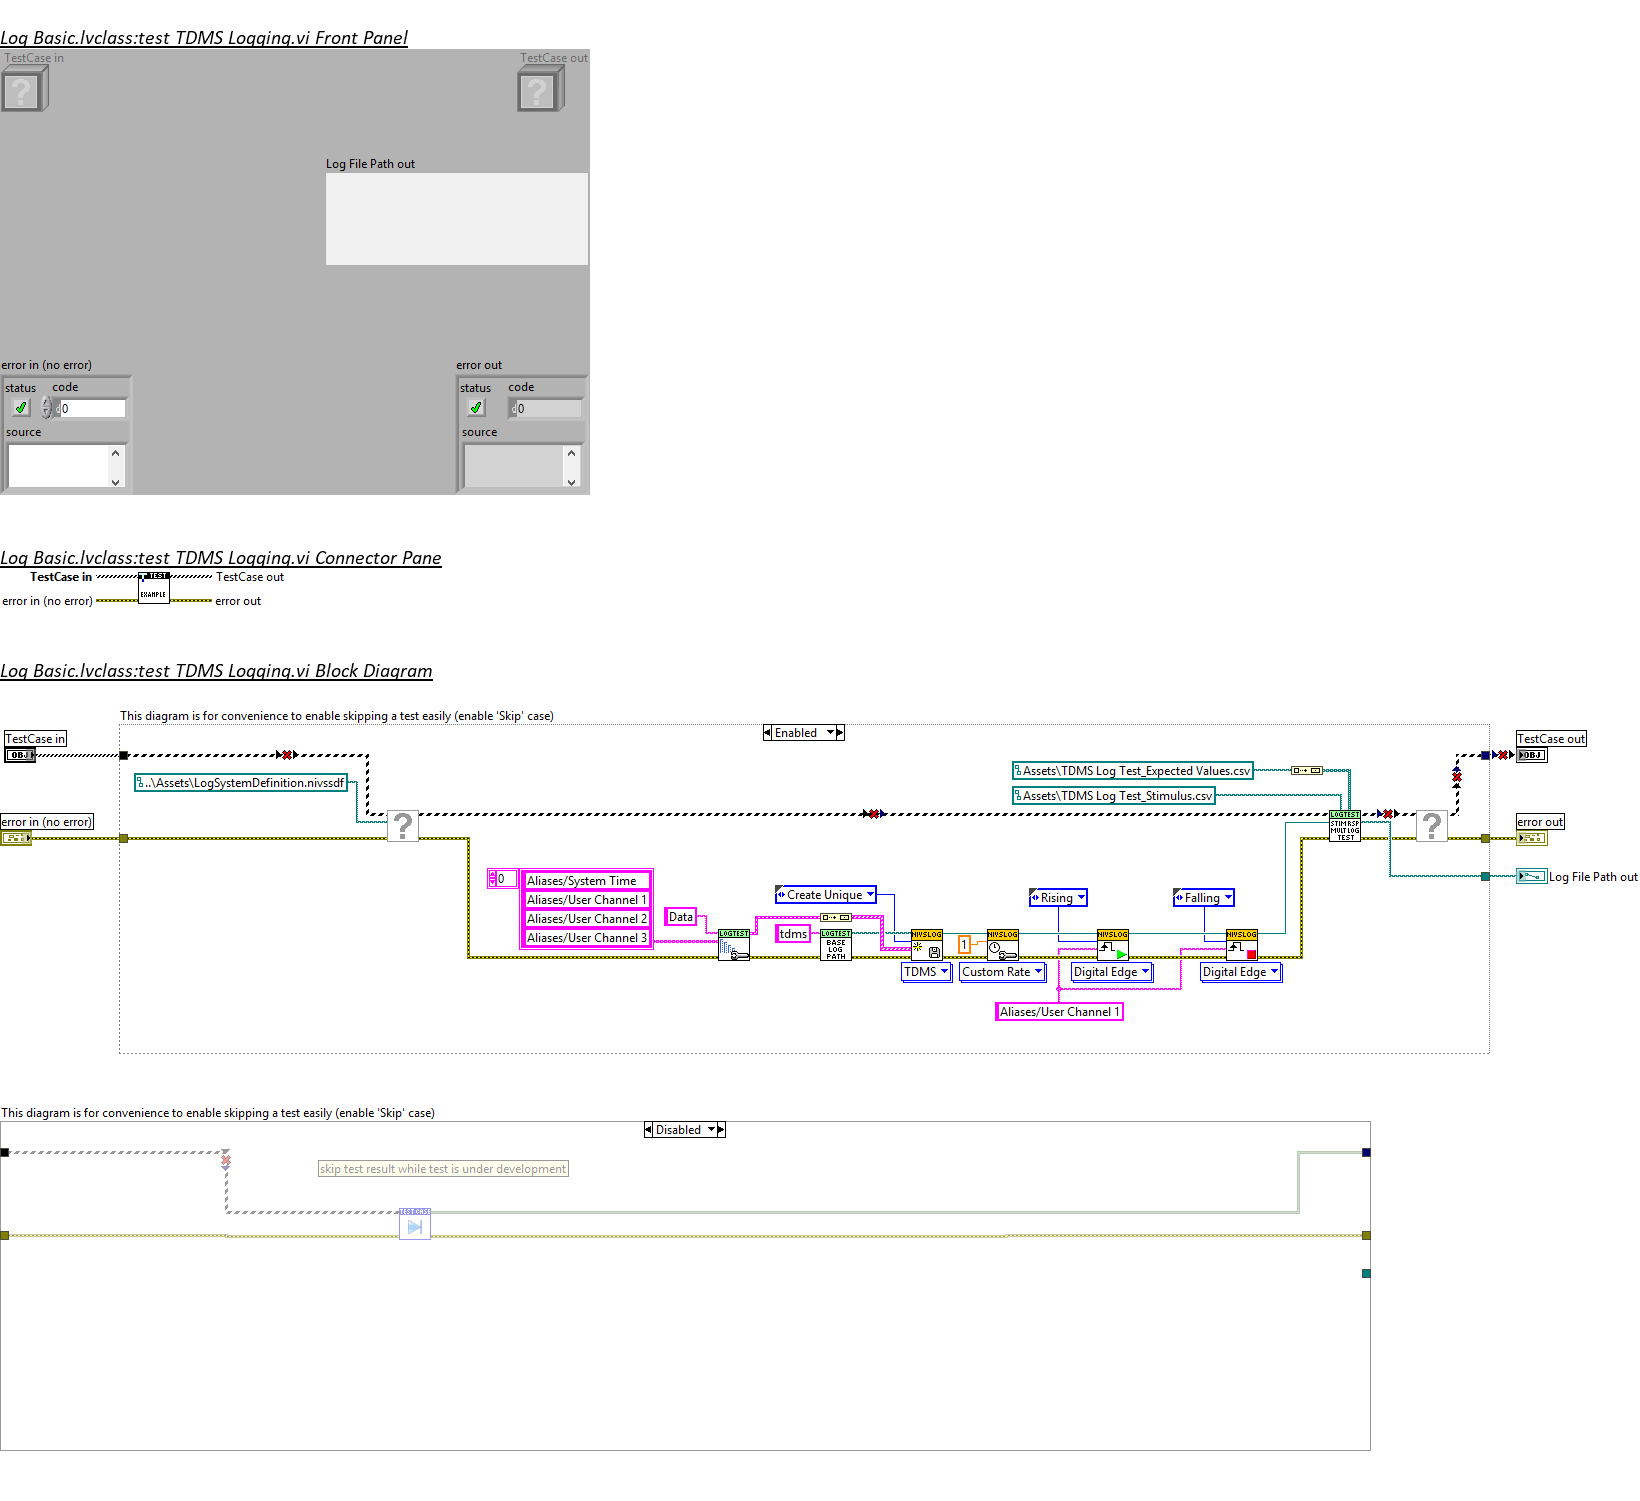 Log Basic.lvclass:test TDMS Logging.vi Front Panel
TestCase in
TestCase out
?
?
Log File Path out
error in (no error)
error out
status code
status code
d 0
d 0
source
source
Log Basic.lvclass:test TDMS Logging.vi Connector Pane
TestCase in
TEST
EXAMPLE
TestCase out
error in (no error)
error out
Log Basic.lvclass:test TDMS Logging.vi Block Diagram
This diagram is for convenience to enable skipping a test easily (enable 'Skip' case)
Enabled
TestCase in
OBJ
TestCase out
OBJ
..\Assets\LogSystemDefinition.nivssdf
Assets\TDMS Log Test_Expected Values.csv
Assets\TDMS Log Test_Stimulus.csv
error in (no error)
?
LOGTEST
STIM RSP
MULT LOG
TEST
?
error out
Log File Path out
0
Aliases/System Time
Aliases/User Channel 1
Aliases/User Channel 2
Aliases/User Channel 3
Data
LOGTEST
Create Unique
tdms
LOGTEST
BASE
LOG
PATH
NIVSLOG
TDMS
1
NIVSLOG
Custom Rate
Rising
NIVSLOG
Digital Edge
Falling
NIVSLOG
Digital Edge
Aliases/User Channel 1
This diagram is for convenience to enable skipping a test easily (enable 'Skip' case)
Disabled
skip test result while test is under development
TEST CASE